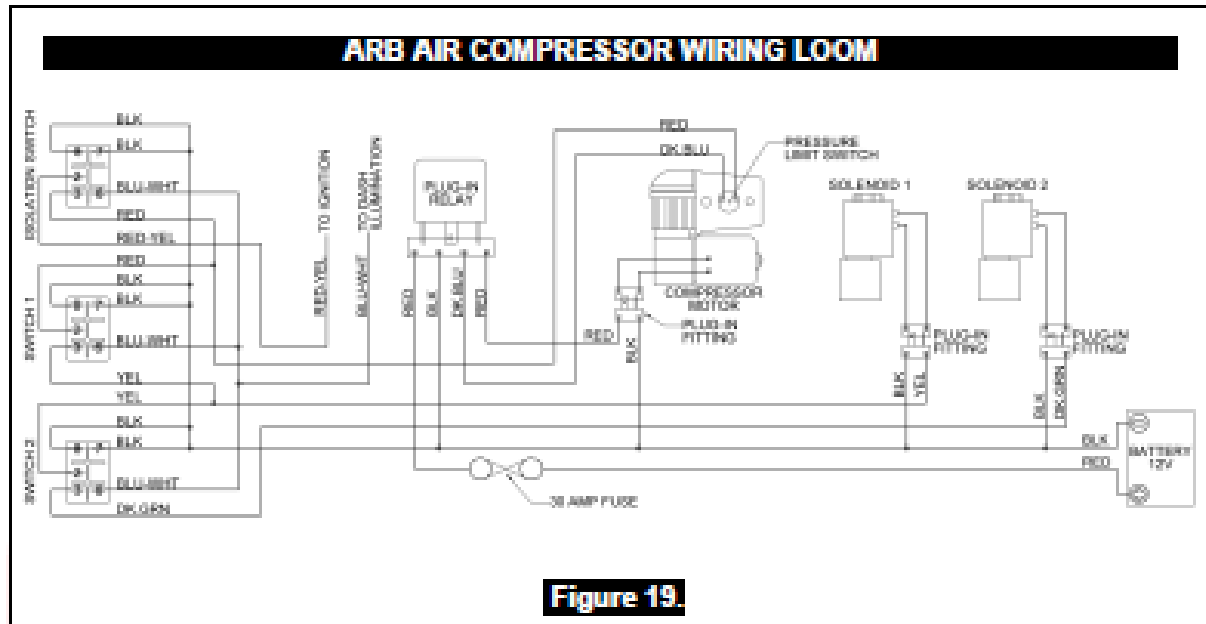 ARB AIR COMPRESSOR WIRING LOOM
ISOLATION SWITCH
BLK
BLK
BLU-WHT
RED
RED-YEL
SWITCH 1
RED
BLK
BLK
BLU-WHT
YEL
SWITCH 2
YEL
BLK
BLK
BLU-WHT
DK.GRN
RED-YEL
TO IGNITION
BLU-WHT
TO DASH
ILLUMINATION
PLUG-IN
RELAY
RED
BLK
DK.BLU
RED
RED
DK.BLU
PRESSURE
LIMIT SWITCH
COMPRESSOR
MOTOR
PLUG-IN
FITTING
RED
BLK
SOLENOID 1
PLUG-IN
FITTING
BLK
YEL
SOLENOID 2
PLUG-IN
FITTING
BLK
DK.GRN
BLK
RED
BATTERY
12V
30 AMP FUSE
Figure 19.